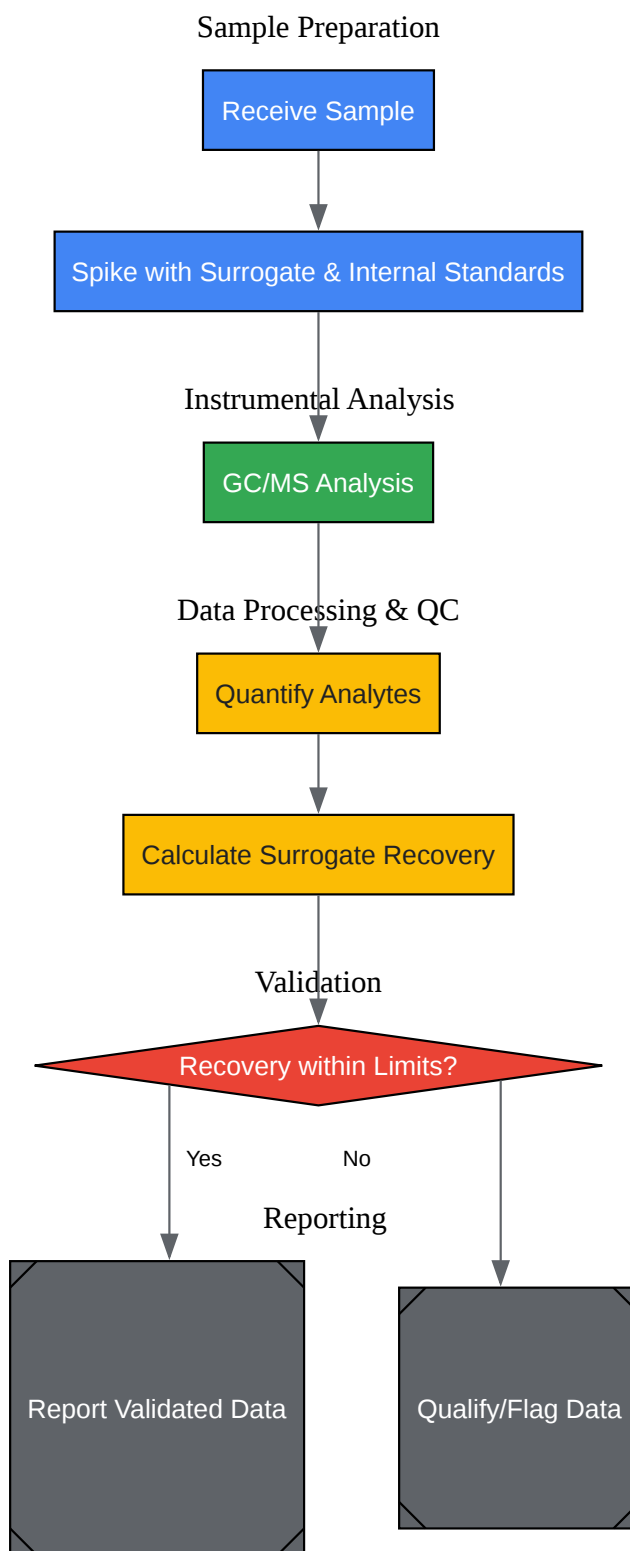 Sample Preparation
Receive Sample
Spike with Surrogate & Internal Standards
Instrumental Analysis
GC/MS Analysis
Data Processing & QC
Quantify Analytes
Calculate Surrogate Recovery
Validation
Recovery within Limits?
Yes
No
Reporting
Report Validated Data
Qualify/Flag Data